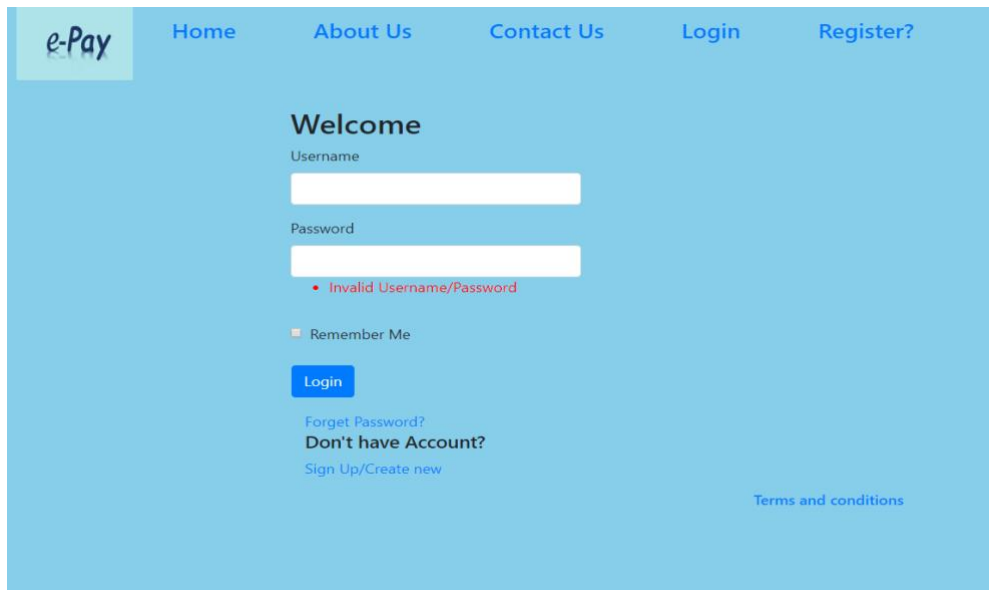 e-Pay
Home About Us Contact Us Login Register?
Welcome
Username
Password
• Invalid Username/Password
Remember Me
Login
Forget Password?
Don't have Account?
Sign Up/Create new
Terms and conditions